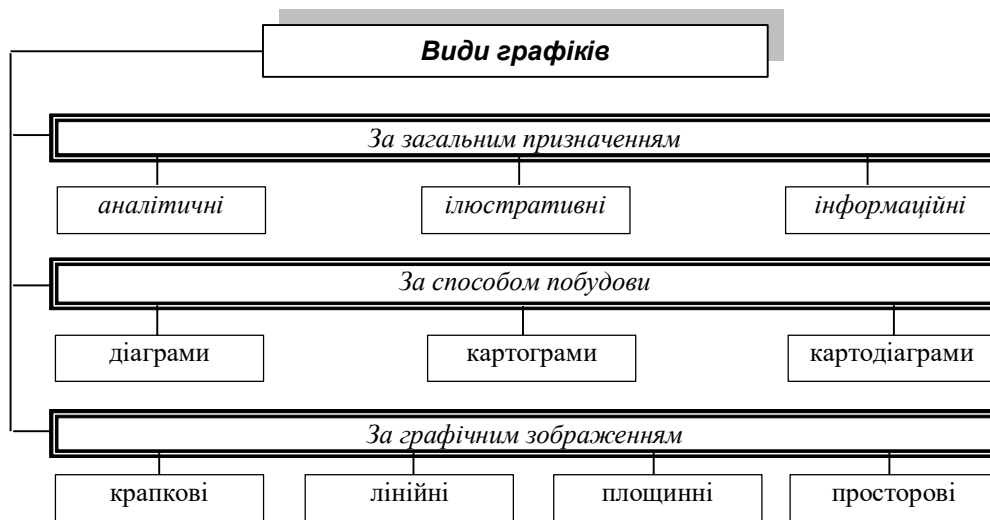 Види графіків
За загальним призначенням
аналітичні ілюстративні інформаційні
За способом побудови
діаграми картограми картодіаграми
За графічним зображенням
крапкові лінійні площинні просторові